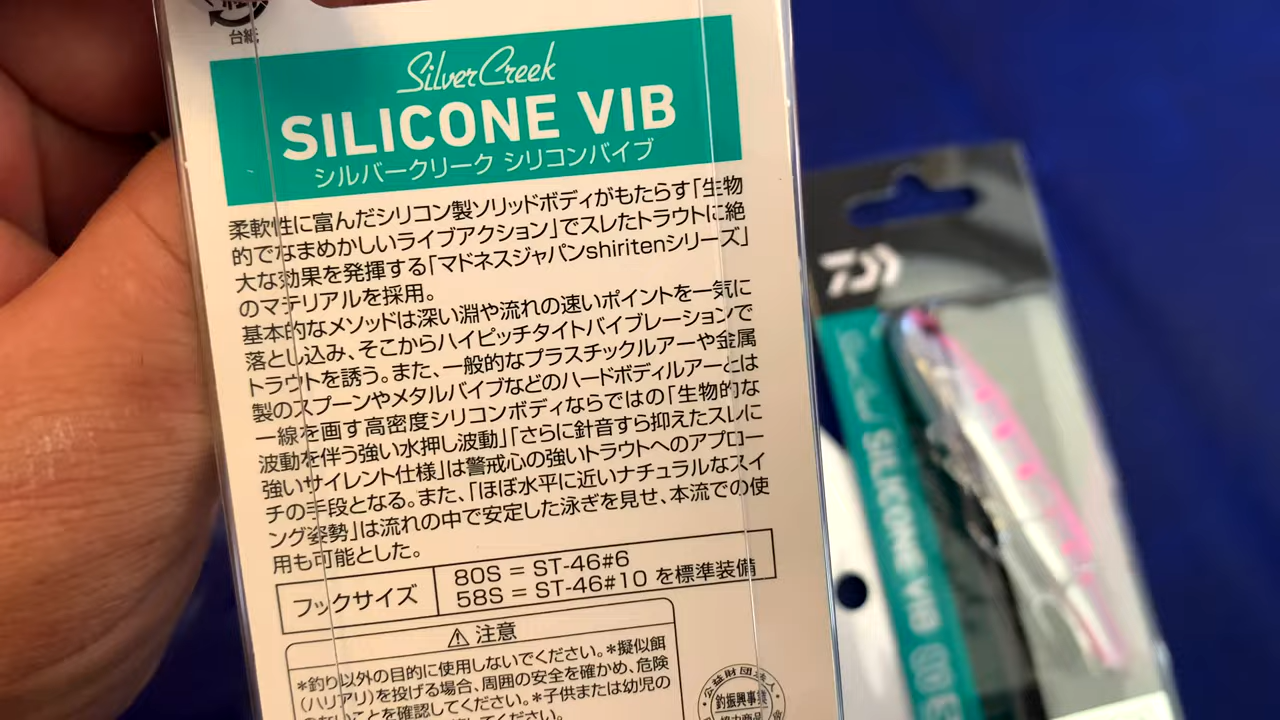 台紙
SilverCreek
SILICONE VIB
シルバークリーク シリコンバイブ
柔軟性に富んだシリコン製ソリッドボディがもたらす「生物
的でなまめかしいライブアクション」でスレたトラウトに絶
大な効果を発揮する「マドネスジャパンshiritenシリーズ」
のマテリアルを採用。
基本的なメソッドは深い淵や流れの速いポイントを一気に
落とし込み、そこからハイピッチタイトバイブレーションで
トラウトを誘う。また、一般的なプラスチックルアーや金属
製のスプーンやメタルバイブなどのハードボディルアーとは
一線を画す高密度シリコンボディならではの「生物的な
波動を伴う強い水押し波動」「さらに針音すら抑えたスレに
強いサイレント仕様」は警戒心の強いトラウトへのアプロー
チの手段となる。また、「ほぼ水平に近いナチュラルなスイ
ング姿勢」は流れの中で安定した泳ぎを見せ、本流での使
用も可能とした。
フックサイズ
80S = ST-46#6
58S = ST-46#10 を標準装備
⚠ 注意
*釣り以外の目的に使用しないでください。*擬似餌
(ハリアリ)を投げる場合、周囲の安全を確かめ、危険
のないことを確認してください。*子供または幼児の
してください。
公益財団法人
釣振興事業
協力商品
SILICONE VIB